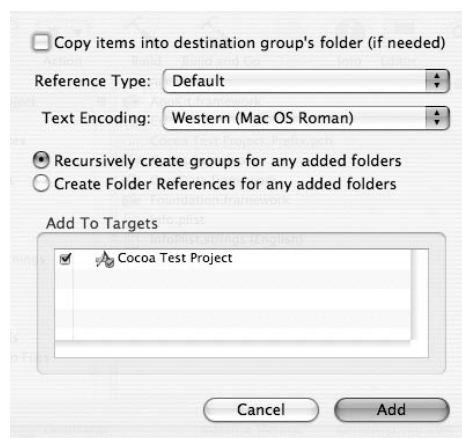 Copy items into destination group's folder (if needed)
Reference Type: Default
Text Encoding: Western (Mac OS Roman)
Recursively create groups for any added folders
Create Folder References for any added folders
Add To Targets
Cocoa Test Project
Cancel Add